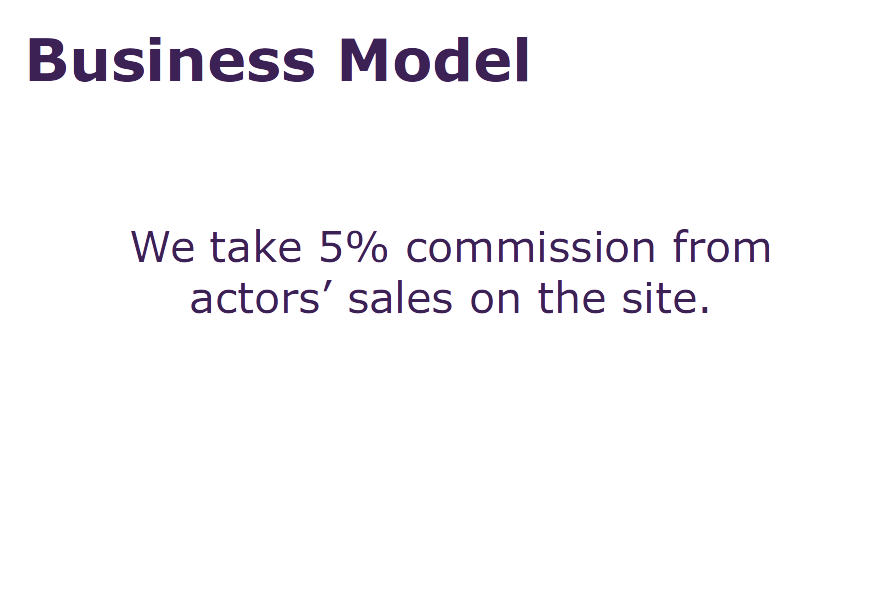 Business Model
We take 5% commission from
actors’ sales on the site.